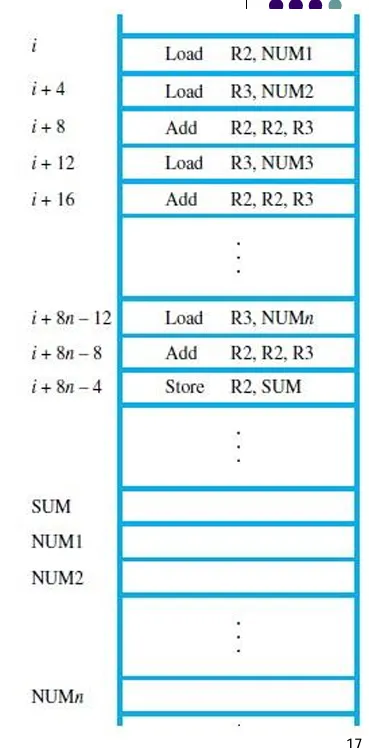 i Load R2, NUM1
i + 4 Load R3, NUM2
i + 8 Add R2, R2, R3
i + 12 Load R3, NUM3
i + 16 Add R2, R2, R3
i + 8n – 12 Load R3, NUMn
i + 8n – 8 Add R2, R2, R3
i + 8n – 4 Store R2, SUM
SUM
NUM1
NUM2
NUMn
17